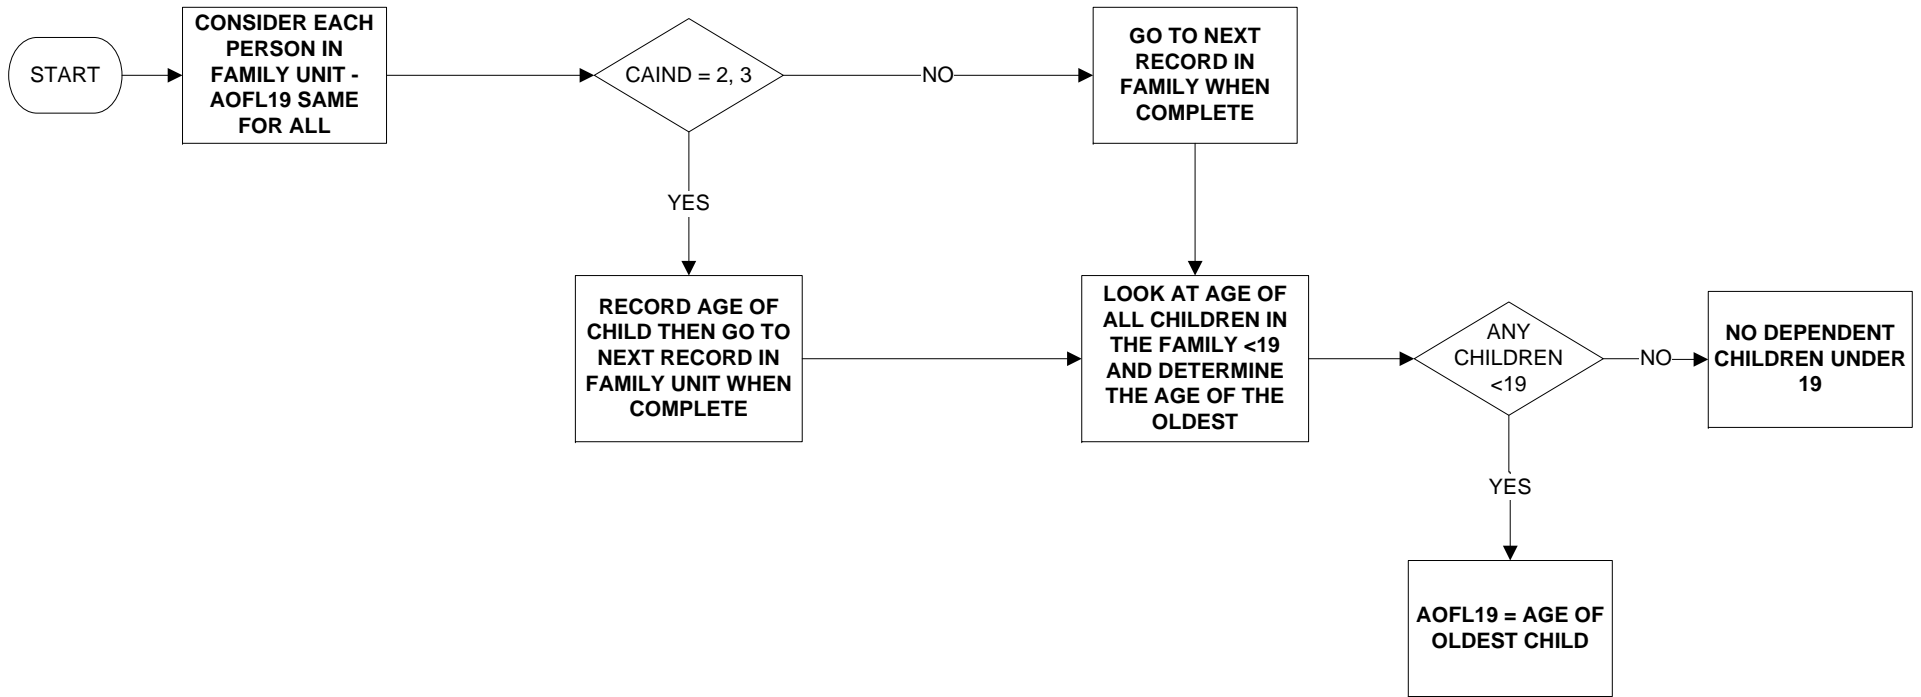 START
CONSIDER EACH
PERSON IN
FAMILY UNIT -
AOFL19 SAME
FOR ALL
CAIND = 2, 3
NO
GO TO NEXT
RECORD IN
FAMILY WHEN
COMPLETE
YES
RECORD AGE OF
CHILD THEN GO TO
NEXT RECORD IN
FAMILY UNIT WHEN
COMPLETE
LOOK AT AGE OF
ALL CHILDREN IN
THE FAMILY <19
AND DETERMINE
THE AGE OF THE
OLDEST
ANY
CHILDREN
<19
NO
NO DEPENDENT
CHILDREN UNDER
19
YES
AOFL19 = AGE OF
OLDEST CHILD